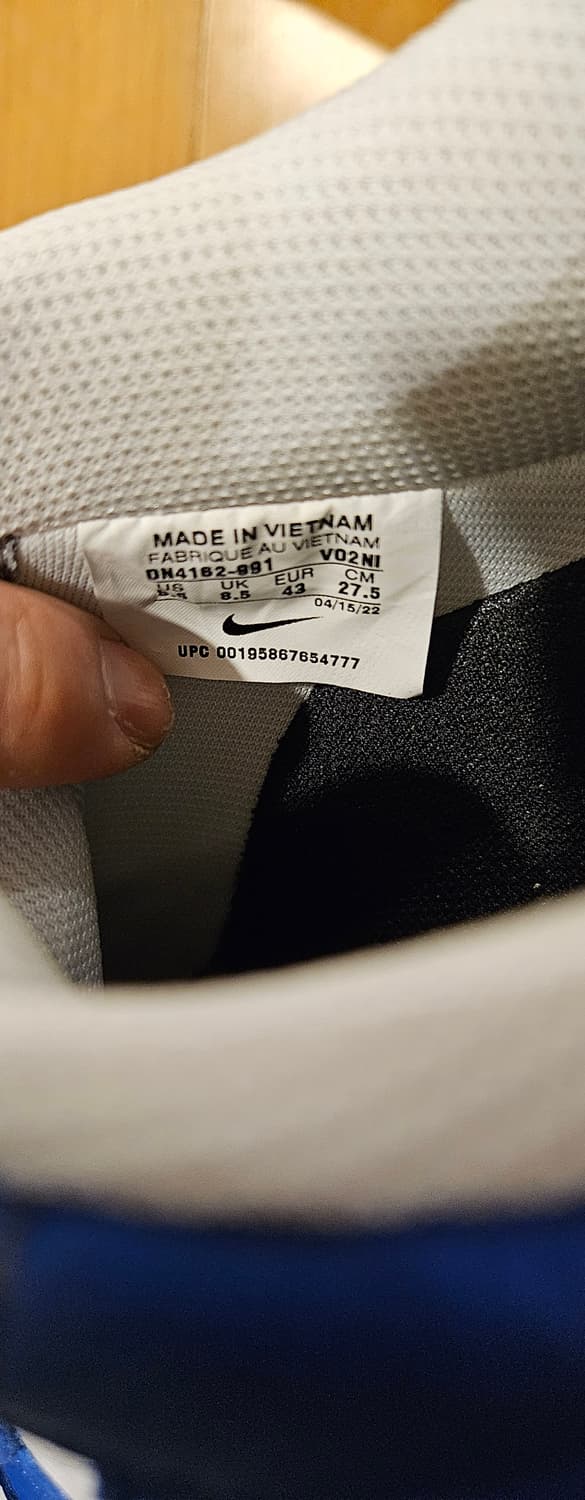 MADE IN VIETNAM
FABRIQUE AU VIETNAM
DN4162-991 V02NI
US UK EUR CM
8.5 43 27.5
04/15/22
UPC 00195867654777